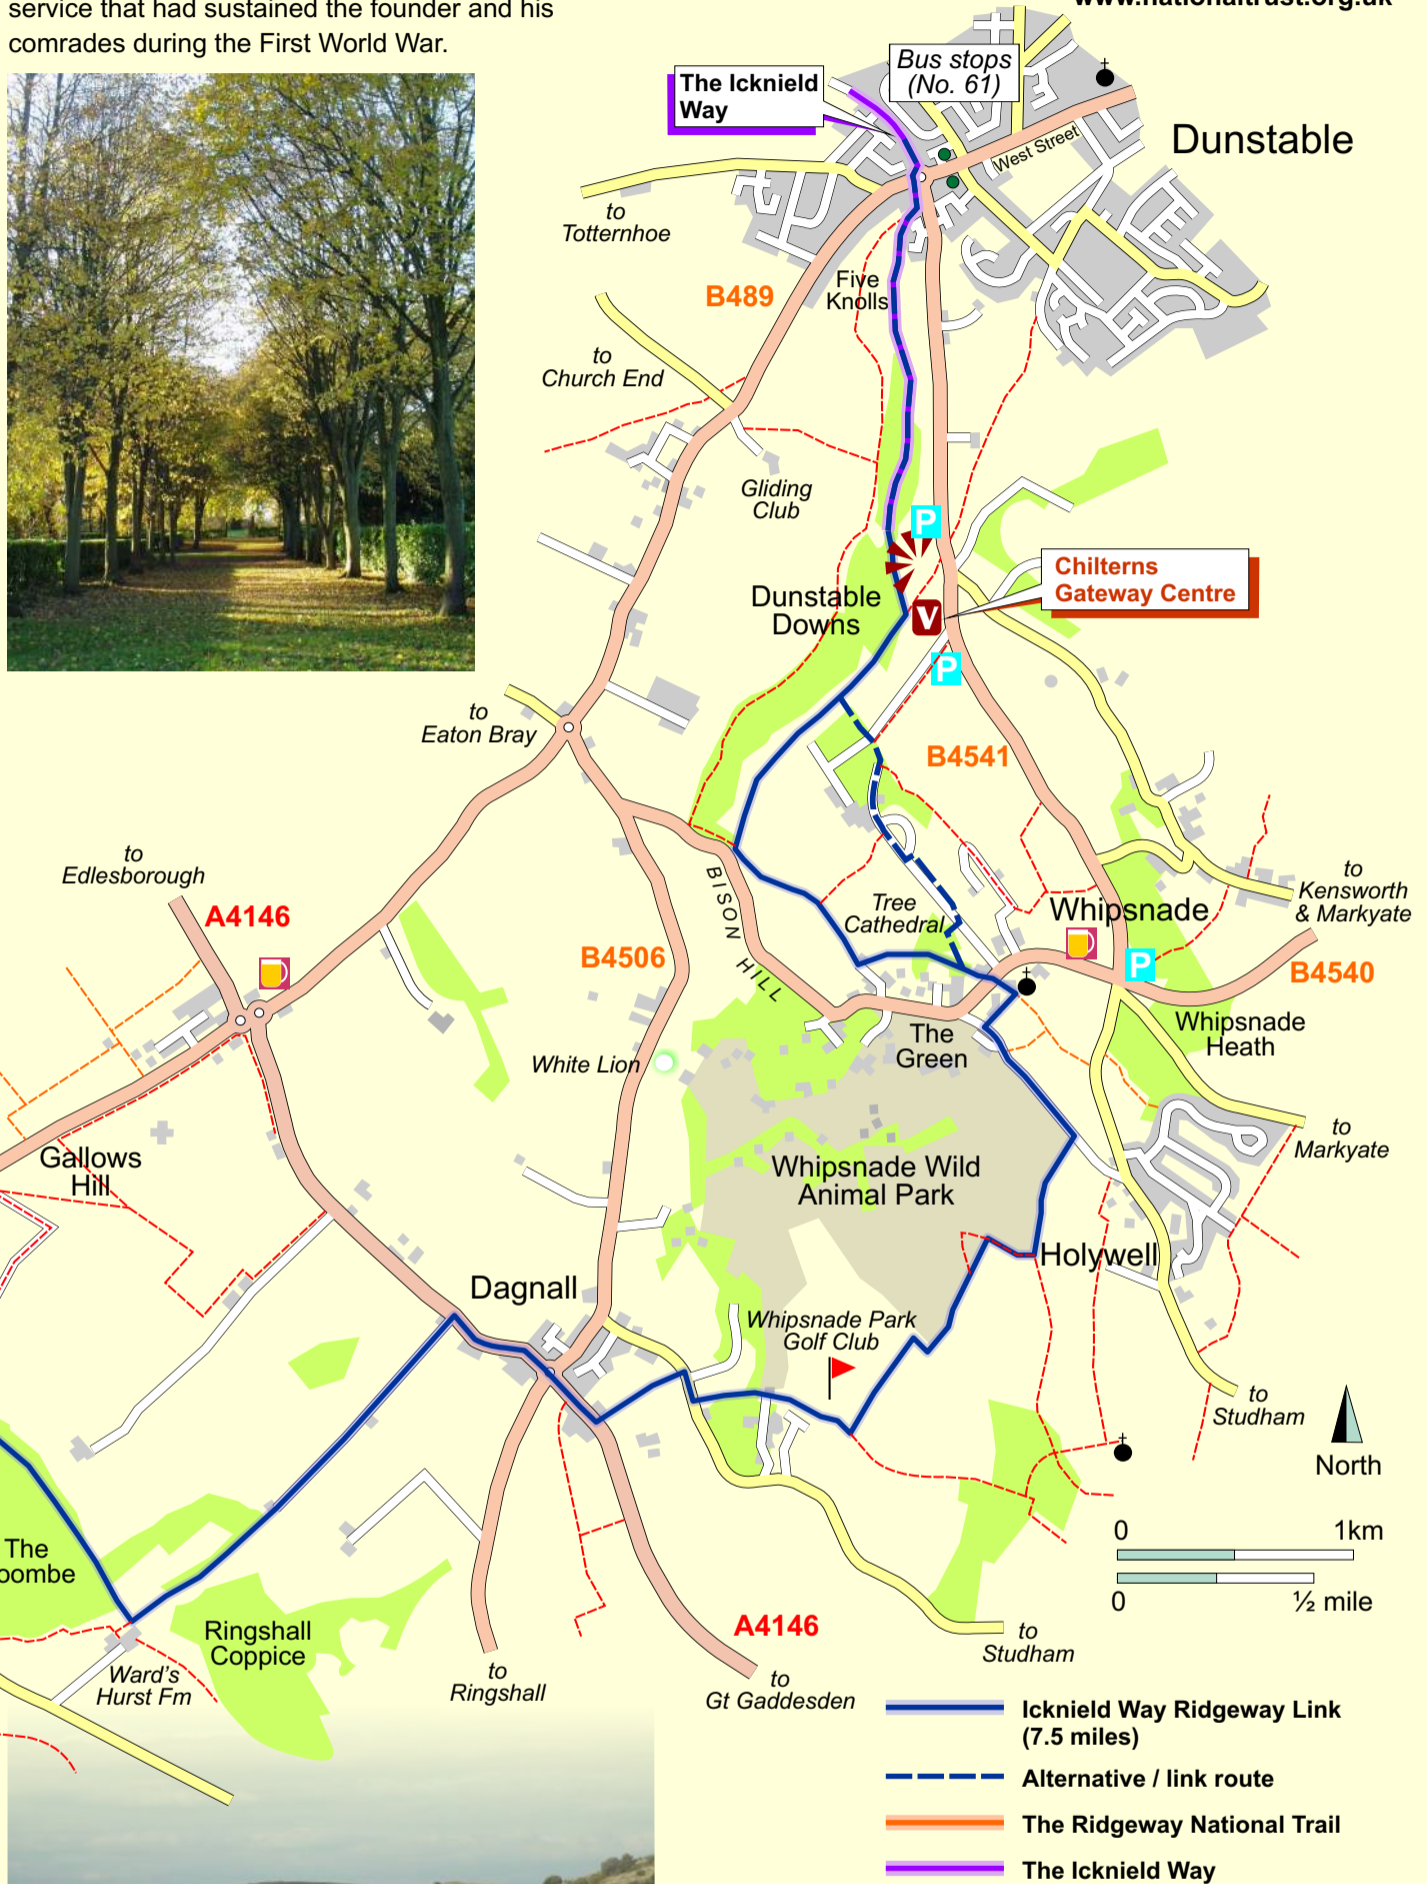 service that had sustained the founder and his
comrades during the First World War.
www.nationaltrust.org.uk
The Icknield
Way
Bus stops
(No. 61)
Dunstable
West Street
to
Totternhoe
B489
Five
Knolls
to
Church End
Gliding
Club
P
Chilterns
Gateway Centre
Dunstable
Downs
V
P
to
Eaton Bray
B4541
to
Edlesborough
A4146
BISON HILL
Tree
Cathedral
Whipsnade
to
Kensworth
& Markyate
B4506
P
B4540
Whipsnade
Heath
The
Green
White Lion
to
Markyate
Gallows
Hill
Whipsnade Wild
Animal Park
Holywell
Dagnall
Whipsnade Park
Golf Club
to
Studham
North
0 1km
0 ½ mile
The
oombe
Ringshall
Coppice
Ward's
Hurst Fm
to
Ringshall
A4146
to
Gt Gaddesden
to
Studham
Icknield Way Ridgeway Link
(7.5 miles)
Alternative / link route
The Ridgeway National Trail
The Icknield Way